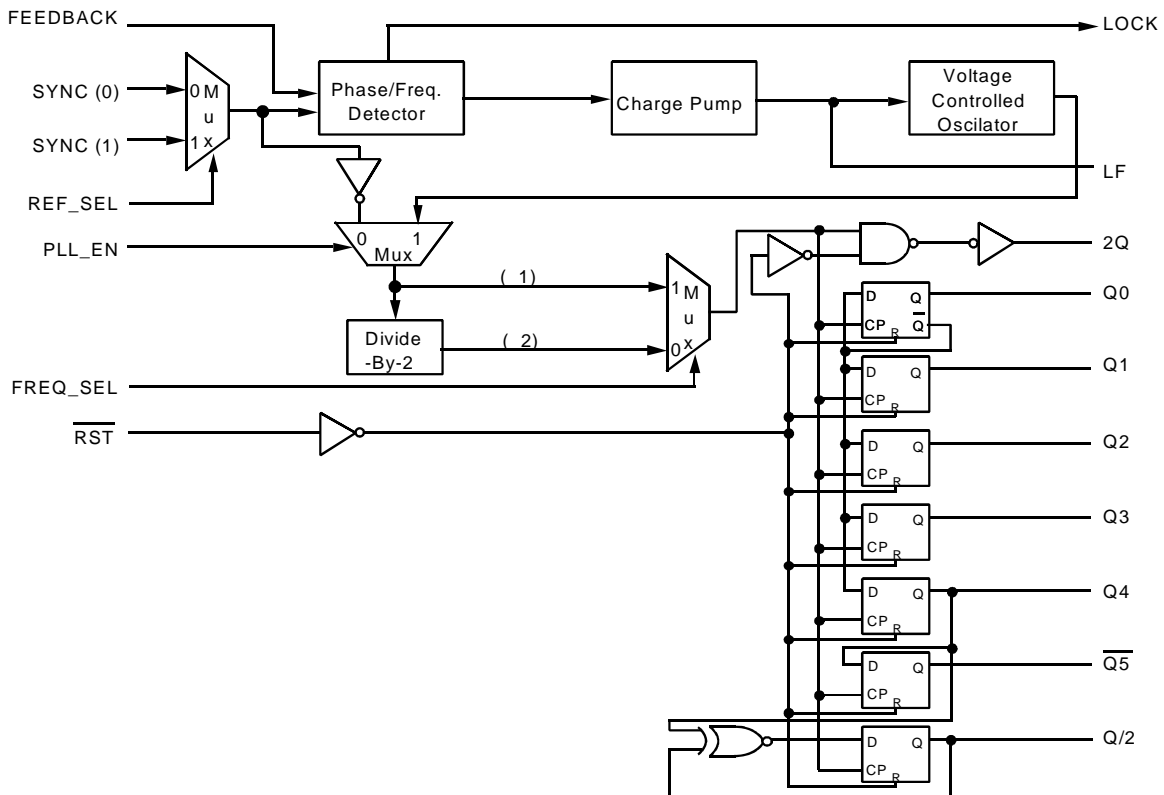 FEEDBACK
LOCK
SYNC (0)
0 M
u
1 x
SYNC (1)
Phase/Freq.
Detector
Charge Pump
Voltage
Controlled
Oscilator
LF
REF_SEL
PLL_EN
0 1
Mux
2Q
( 1)
1 M
u
0 x
Divide
-By-2
( 2)
FREQ_SEL
RST
D Q
CP R Q
Q0
D Q
CP R
Q1
D Q
CP R
Q2
D Q
CP R
Q3
D Q
CP R
Q4
D Q
CP R
Q5
D Q
CP R
Q/2